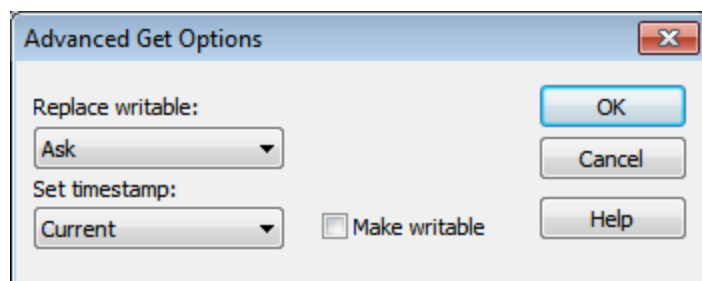 Advanced Get Options
Replace writable:
OK
Ask
Cancel
Set timestamp:
Current
Make writable
Help